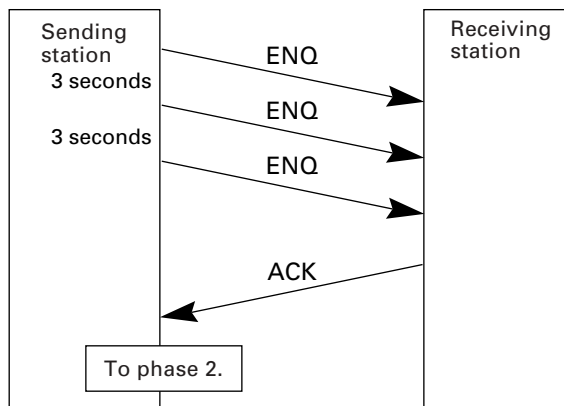 Sending
station
Receiving
station
ENQ
3 seconds
ENQ
3 seconds
ENQ
ACK
To phase 2.